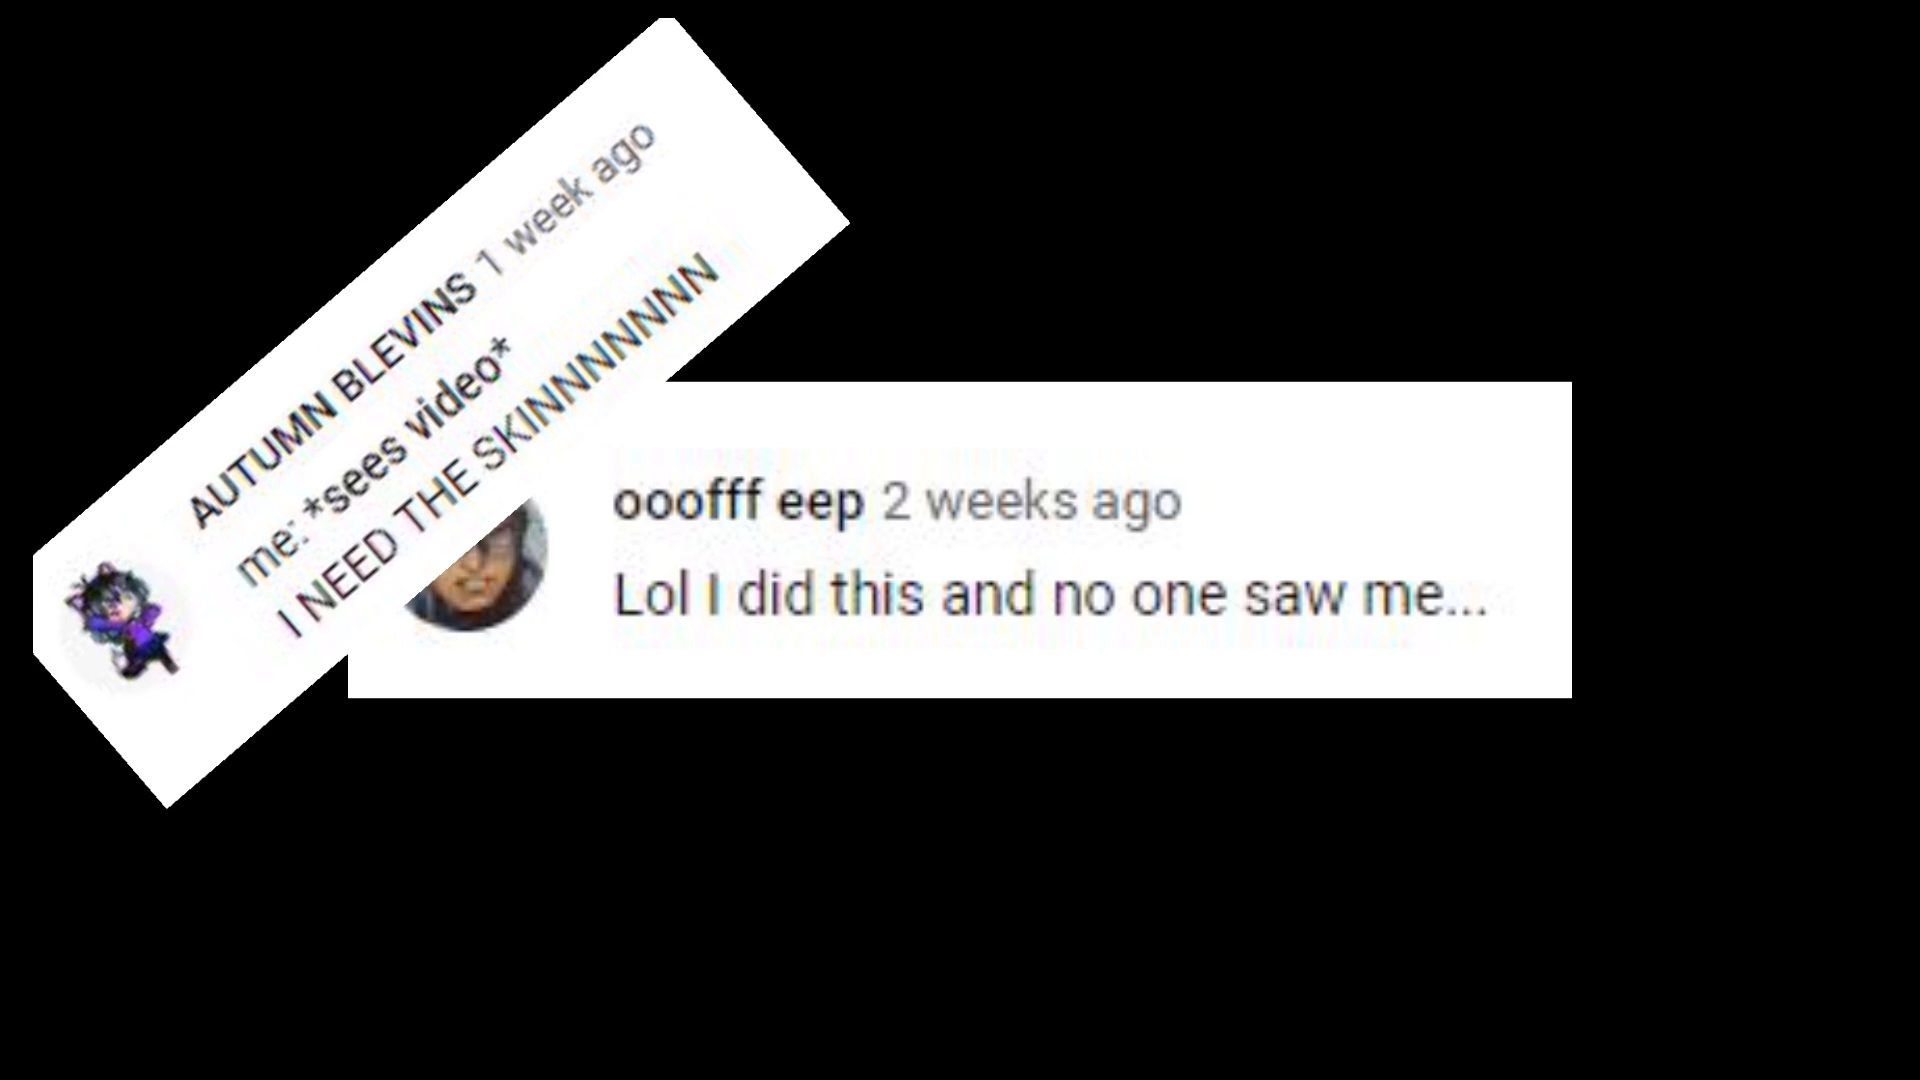 AUTUMN BLEVINS 1 week ago
me: *sees video*
I NEED THE SKINNNNNNNN
ooofff eep 2 weeks ago
Lol I did this and no one saw me...